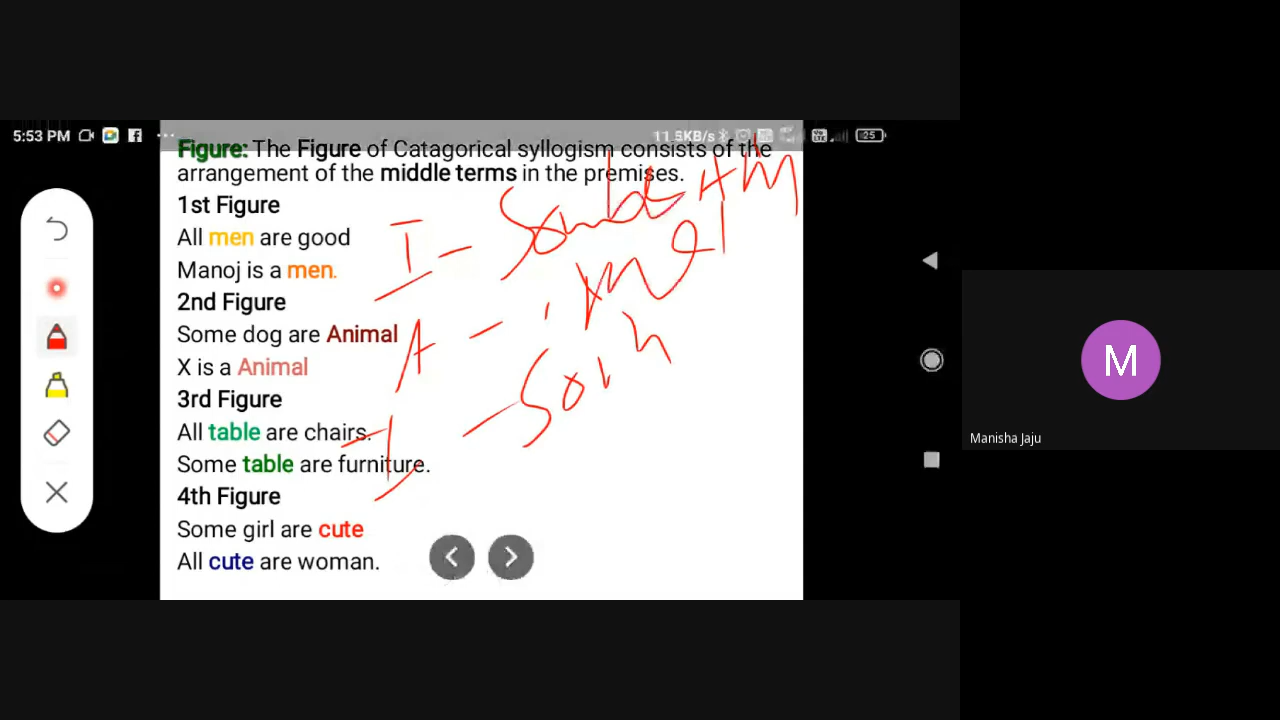 5:53 PM
11.5KB/s
25
Figure: The Figure of Catagorical syllogism consists of the
arrangement of the middle terms in the premises.
1st Figure
All men are good
Manoj is a men.
2nd Figure
Some dog are Animal
X is a Animal
3rd Figure
All table are chairs.
Some table are furniture.
4th Figure
Some girl are cute
All cute are woman.
I -
A -
I -
M
Manisha Jaju